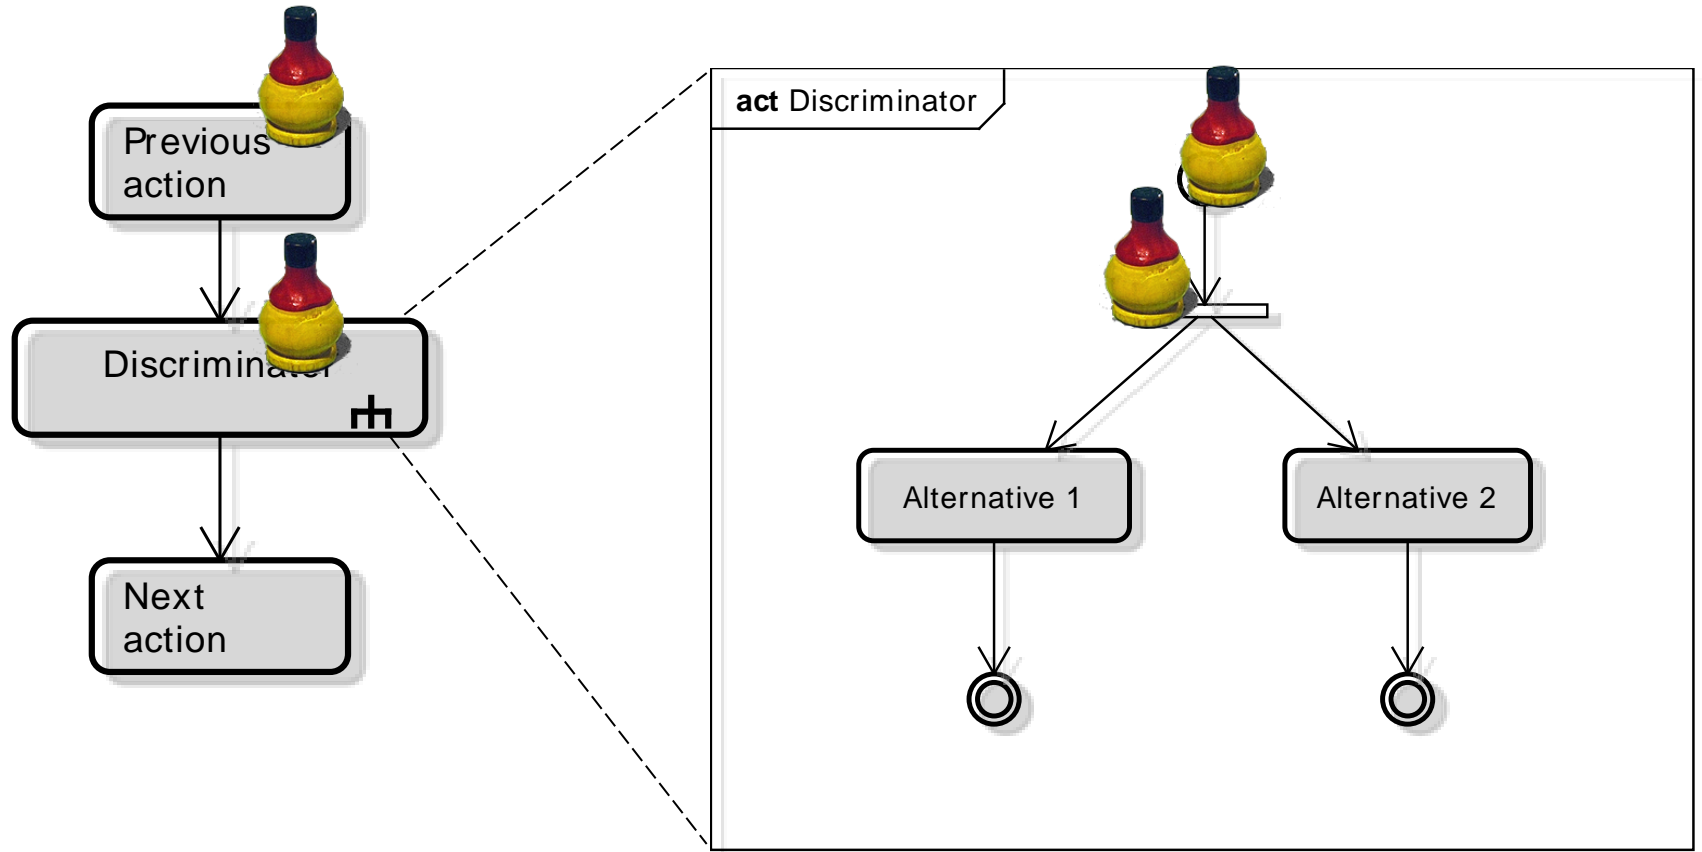 Previous
action
Discriminator
Next
action
act Discriminator
Alternative 1
Alternative 2